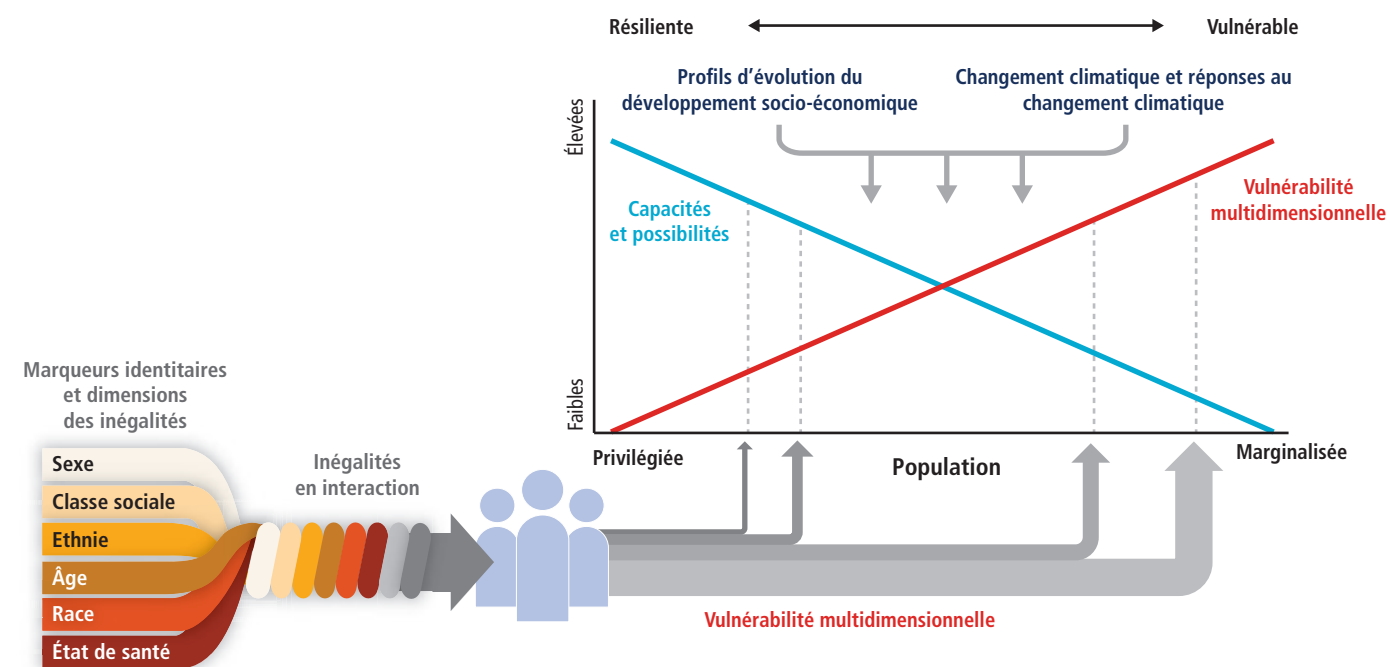 Résiliente
Vulnérable
Profils d'évolution du
développement socio-économique
Changement climatique et réponses au
changement climatique
Élevées
Faibles
Capacités
et possibilités
Vulnérabilité
multidimensionnelle
Privilégiée
Population
Marginalisée
Marqueurs identitaires
et dimensions
des inégalités
Sexe
Classe sociale
Ethnie
Âge
Race
État de santé
Inégalités
en interaction
Vulnérabilité multidimensionnelle